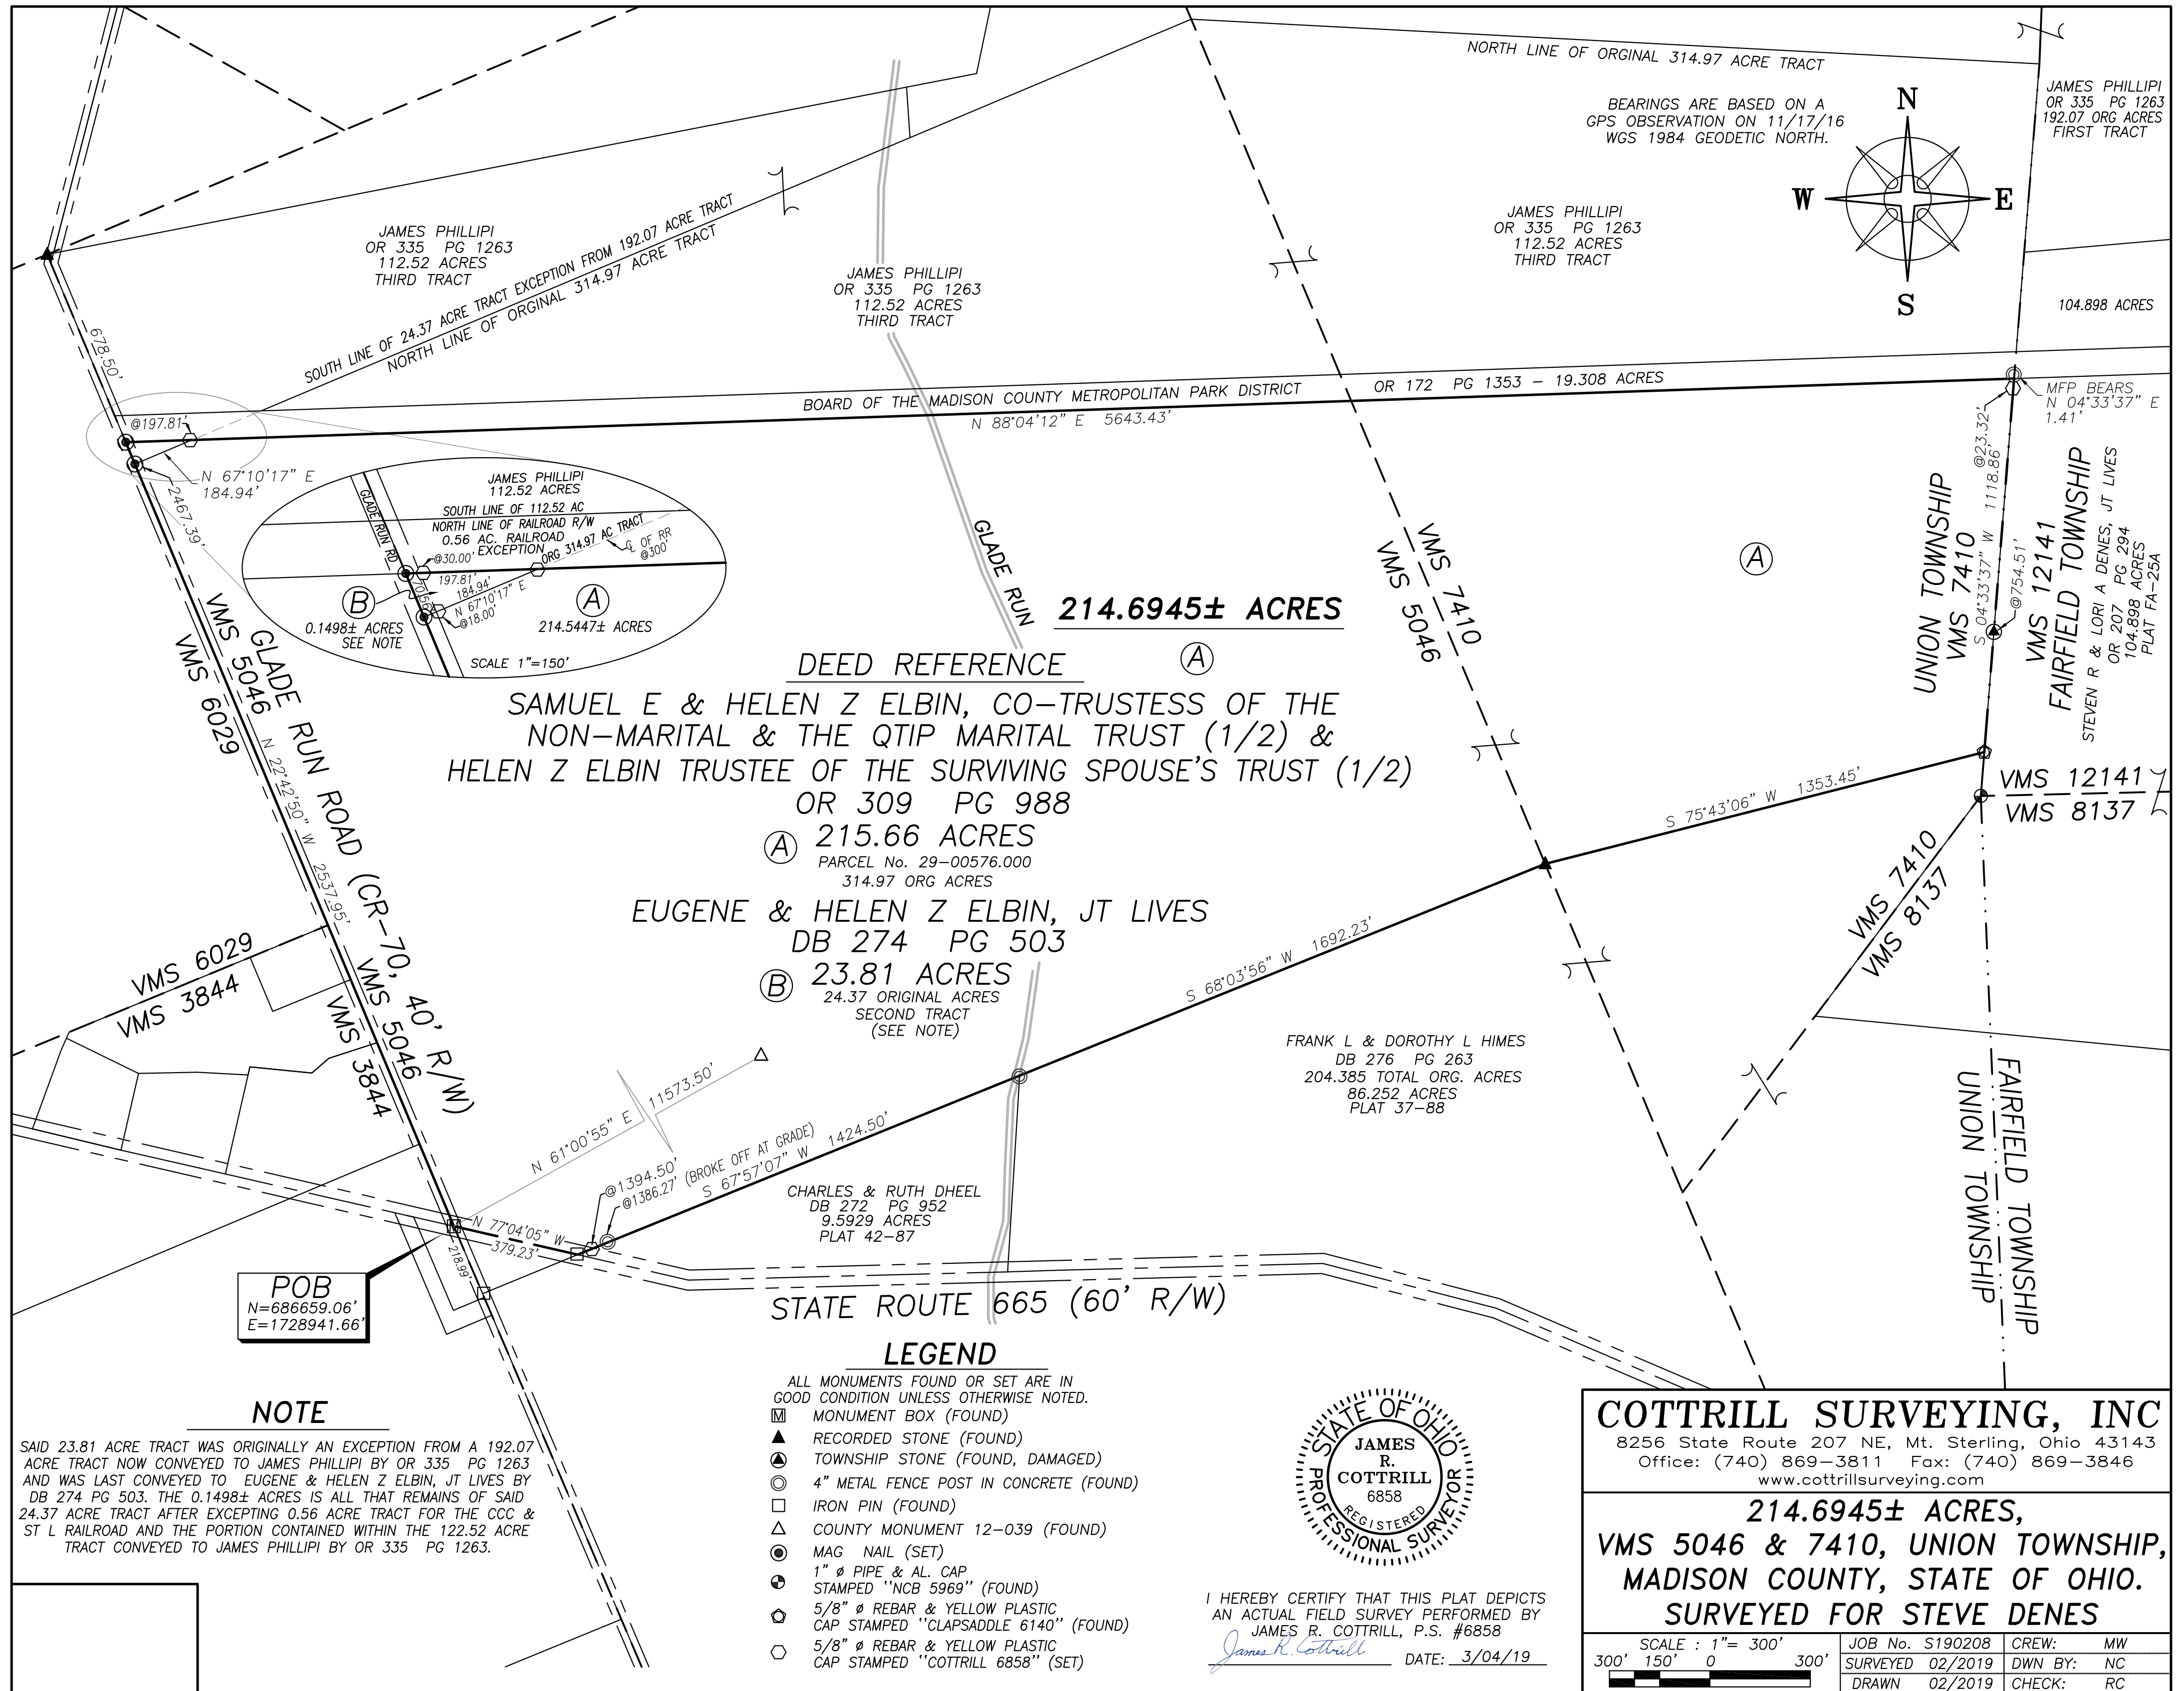 NORTH LINE OF ORGINAL 314.97 ACRE TRACT
BEARINGS ARE BASED ON A
GPS OBSERVATION ON 11/17/16
WGS 1984 GEODETIC NORTH.
N
W
E
S
JAMES PHILLIPI
OR 335 PG 1263
192.07 ORG ACRES
FIRST TRACT
JAMES PHILLIPI
OR 335 PG 1263
112.52 ACRES
THIRD TRACT
104.898 ACRES
JAMES PHILLIPI
OR 335 PG 1263
112.52 ACRES
THIRD TRACT
SOUTH LINE OF 24.37 ACRE TRACT EXCEPTION FROM 192.07 ACRE TRACT
NORTH LINE OF ORGINAL 314.97 ACRE TRACT
JAMES PHILLIPI
OR 335 PG 1263
112.52 ACRES
THIRD TRACT
678.50'
BOARD OF THE MADISON COUNTY METROPOLITAN PARK DISTRICT OR 172 PG 1353 - 19.308 ACRES
N 88°04'12" E 5643.43'
MFP BEARS
N 04°33'37" E
1.41'
@197.81'
N 67°10'17" E
184.94'
2467.39'
JAMES PHILLIPI
112.52 ACRES
SOUTH LINE OF 112.52 AC
NORTH LINE OF RAILROAD R/W
0.56 AC. RAILROAD
EXCEPTION
ORG 314.97 AC TRACT
℄ OF RR
@300'
GLADE RUN RD
@30.00'
197.81'
184.94'
N 67°10'17" E
70.56'
@18.00'
B
0.1498± ACRES
SEE NOTE
A
214.5447± ACRES
SCALE 1"=150'
GLADE RUN
VMS 7410
VMS 5046
A
UNION TOWNSHIP
VMS 7410
S 04°33'37" W 1118.86'
@23.32'
@754.51'
VMS 12141
FAIRFIELD TOWNSHIP
STEVEN R & LORI A DENES, JT LIVES
OR 207 PG 294
104.898 ACRES
PLAT FA-25A
214.6945± ACRES
A
DEED REFERENCE
SAMUEL E & HELEN Z ELBIN, CO-TRUSTESS OF THE
NON-MARITAL & THE QTIP MARITAL TRUST (1/2) &
HELEN Z ELBIN TRUSTEE OF THE SURVIVING SPOUSE'S TRUST (1/2)
OR 309 PG 988
A 215.66 ACRES
PARCEL No. 29-00576.000
314.97 ORG ACRES
EUGENE & HELEN Z ELBIN, JT LIVES
DB 274 PG 503
B 23.81 ACRES
24.37 ORIGINAL ACRES
SECOND TRACT
(SEE NOTE)
GLADE RUN ROAD (CR-70, 40' R/W)
VMS 5046
VMS 6029
N 22°42'50" W 2537.95'
VMS 6029
VMS 3844
VMS 5046
VMS 3844
VMS 12141
VMS 8137
S 75°43'06" W 1353.45'
VMS 7410
VMS 8137
S 68°03'56" W 1692.23'
FRANK L & DOROTHY L HIMES
DB 276 PG 263
204.385 TOTAL ORG. ACRES
86.252 ACRES
PLAT 37-88
FAIRFIELD TOWNSHIP
UNION TOWNSHIP
N 61°00'55" E 11573.50'
@1394.50'
@1386.27' (BROKE OFF AT GRADE)
S 67°57'07" W 1424.50'
CHARLES & RUTH DHEEL
DB 272 PG 952
9.5929 ACRES
PLAT 42-87
M
N 77°04'05" W
379.23'
218.99'
POB
N=686659.06'
E=1728941.66'
STATE ROUTE 665 (60' R/W)
LEGEND
ALL MONUMENTS FOUND OR SET ARE IN
GOOD CONDITION UNLESS OTHERWISE NOTED.
M MONUMENT BOX (FOUND)
RECORDED STONE (FOUND)
TOWNSHIP STONE (FOUND, DAMAGED)
4" METAL FENCE POST IN CONCRETE (FOUND)
IRON PIN (FOUND)
COUNTY MONUMENT 12-039 (FOUND)
MAG NAIL (SET)
1" ø PIPE & AL. CAP
STAMPED "NCB 5969" (FOUND)
5/8" ø REBAR & YELLOW PLASTIC
CAP STAMPED "CLAPSADDLE 6140" (FOUND)
5/8" ø REBAR & YELLOW PLASTIC
CAP STAMPED "COTTRILL 6858" (SET)
NOTE
SAID 23.81 ACRE TRACT WAS ORIGINALLY AN EXCEPTION FROM A 192.07
ACRE TRACT NOW CONVEYED TO JAMES PHILLIPI BY OR 335 PG 1263
AND WAS LAST CONVEYED TO EUGENE & HELEN Z ELBIN, JT LIVES BY
DB 274 PG 503. THE 0.1498± ACRES IS ALL THAT REMAINS OF SAID
24.37 ACRE TRACT AFTER EXCEPTING 0.56 ACRE TRACT FOR THE CCC &
ST L RAILROAD AND THE PORTION CONTAINED WITHIN THE 122.52 ACRE
TRACT CONVEYED TO JAMES PHILLIPI BY OR 335 PG 1263.
STATE OF OHIO
JAMES
R.
COTTRILL
6858
REGISTERED
PROFESSIONAL SURVEYOR
I HEREBY CERTIFY THAT THIS PLAT DEPICTS
AN ACTUAL FIELD SURVEY PERFORMED BY
JAMES R. COTTRILL, P.S. #6858
James R. Cottrill DATE: 3/04/19
COTTRILL SURVEYING, INC
8256 State Route 207 NE, Mt. Sterling, Ohio 43143
Office: (740) 869-3811 Fax: (740) 869-3846
www.cottrillsurveying.com
214.6945± ACRES,
VMS 5046 & 7410, UNION TOWNSHIP,
MADISON COUNTY, STATE OF OHIO.
SURVEYED FOR STEVE DENES
SCALE : 1"= 300'
300' 150' 0 300'
JOB No. S190208 CREW: MW
SURVEYED 02/2019 DWN BY: NC
DRAWN 02/2019 CHECK: RC